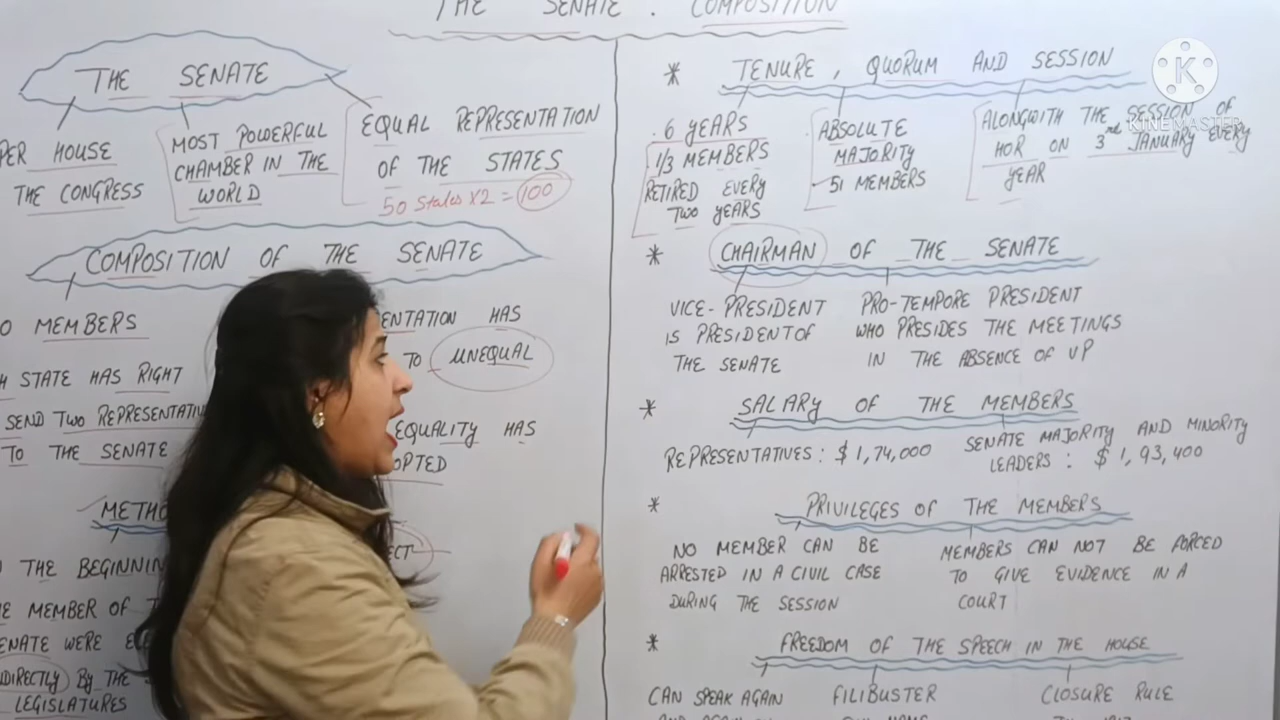 THE SENATE . COMPOSITION
THE SENATE
PER HOUSE
THE CONGRESS
MOST POWERFUL
CHAMBER IN THE
WORLD
EQUAL REPRESENTATION
OF THE STATES
50 States X2 = 100
COMPOSITION OF THE SENATE
O MEMBERS
H STATE HAS RIGHT
SEND TWO REPRESENTATIV
TO THE SENATE
ENTATION HAS
TO UNEQUAL
EQUALITY HAS
OPTED
METHO
ECT
THE BEGINNIN
E MEMBER OF T
ENATE WERE E
DIRECTLY BY THE
LEGISLATURES
* TENURE , QUORUM AND SESSION
6 YEARS
1/3 MEMBERS
RETIRED EVERY
TWO YEARS
ABSOLUTE
MAJORITY
51 MEMBERS
ALONGWITH THE SESSION OF
HOR ON 3rd JANUARY EVERY
YEAR
* CHAIRMAN OF THE SENATE
VICE-PRESIDENT
IS PRESIDENT OF
THE SENATE
PRO-TEMPORE PRESIDENT
WHO PRESIDES THE MEETINGS
IN THE ABSENCE OF VP
* SALARY OF THE MEMBERS
REPRESENTATIVES : $ 1,74,000
SENATE MAJORITY AND MINORITY
LEADERS : $ 1,93,400
* PRIVILEGES OF THE MEMBERS
NO MEMBER CAN BE
ARRESTED IN A CIVIL CASE
DURING THE SESSION
MEMBERS CAN NOT BE FORCED
TO GIVE EVIDENCE IN A
COURT
* FREEDOM OF THE SPEECH IN THE HOUSE
CAN SPEAK AGAIN
FILIBUSTER
CLOSURE RULE
K
KINEMASTER